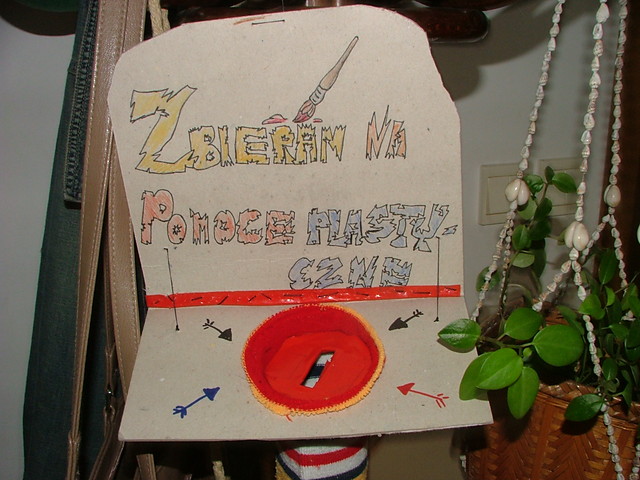 ZBIERAM NA
POMOCE PLASTY-
CZNE